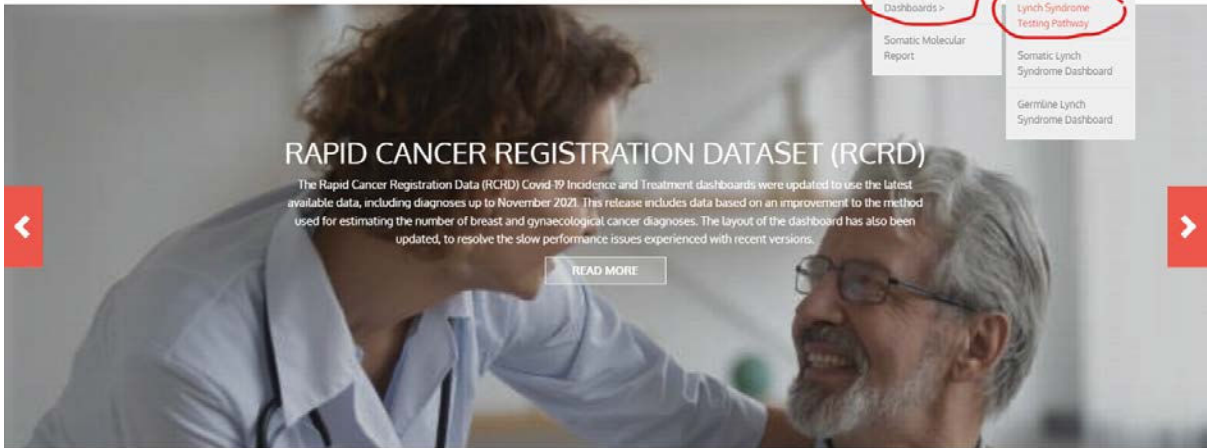 Dashboards >
Somatic Molecular
Report
Lynch Syndrome
Testing Pathway
Somatic Lynch
Syndrome Dashboard
Germline Lynch
Syndrome Dashboard
RAPID CANCER REGISTRATION DATASET (RCRD)
The Rapid Cancer Registration Data (RCRD) Covid-19 Incidence and Treatment dashboards were updated to use the latest
available data, including diagnoses up to November 2021. This release includes data based on an improvement to the method
used for estimating the number of breast and gynaecological cancer diagnoses. The layout of the dashboard has also been
updated, to resolve the slow performance issues experienced with recent versions.
READ MORE